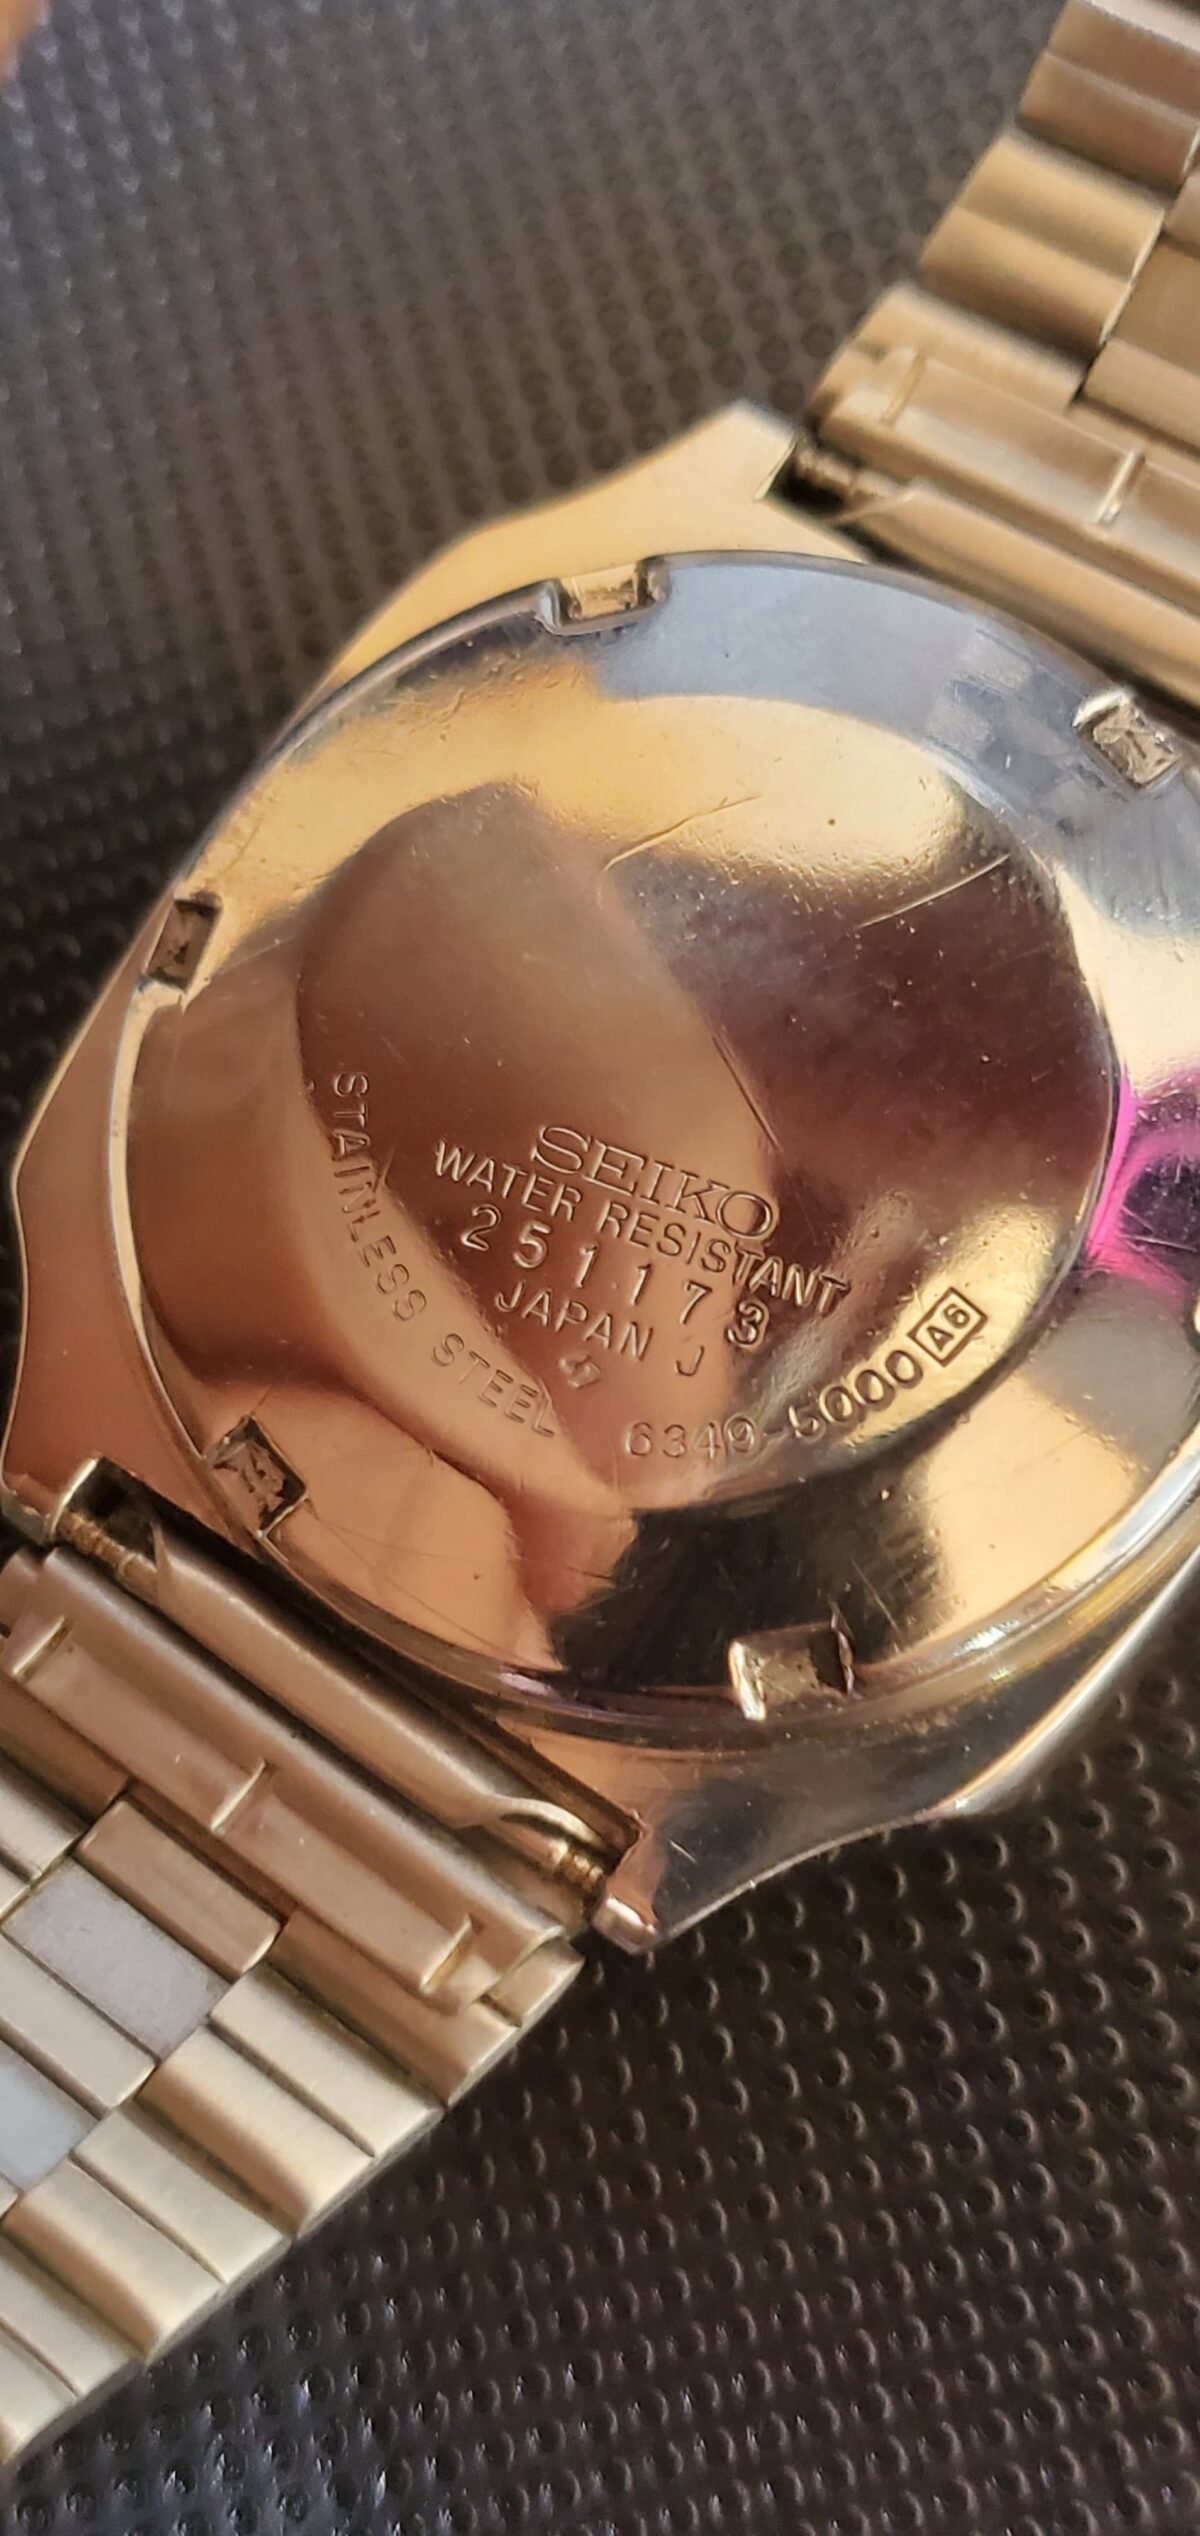 SEIKO
WATER RESISTANT
251173
JAPAN J
STAINLESS STEEL
6349-5000
A6